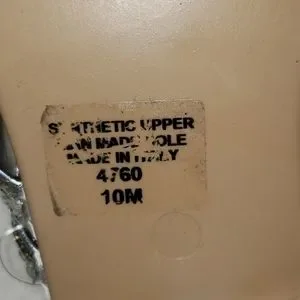 SYNTHETIC UPPER
MAN MADE SOLE
MADE IN ITALY
4760
10M